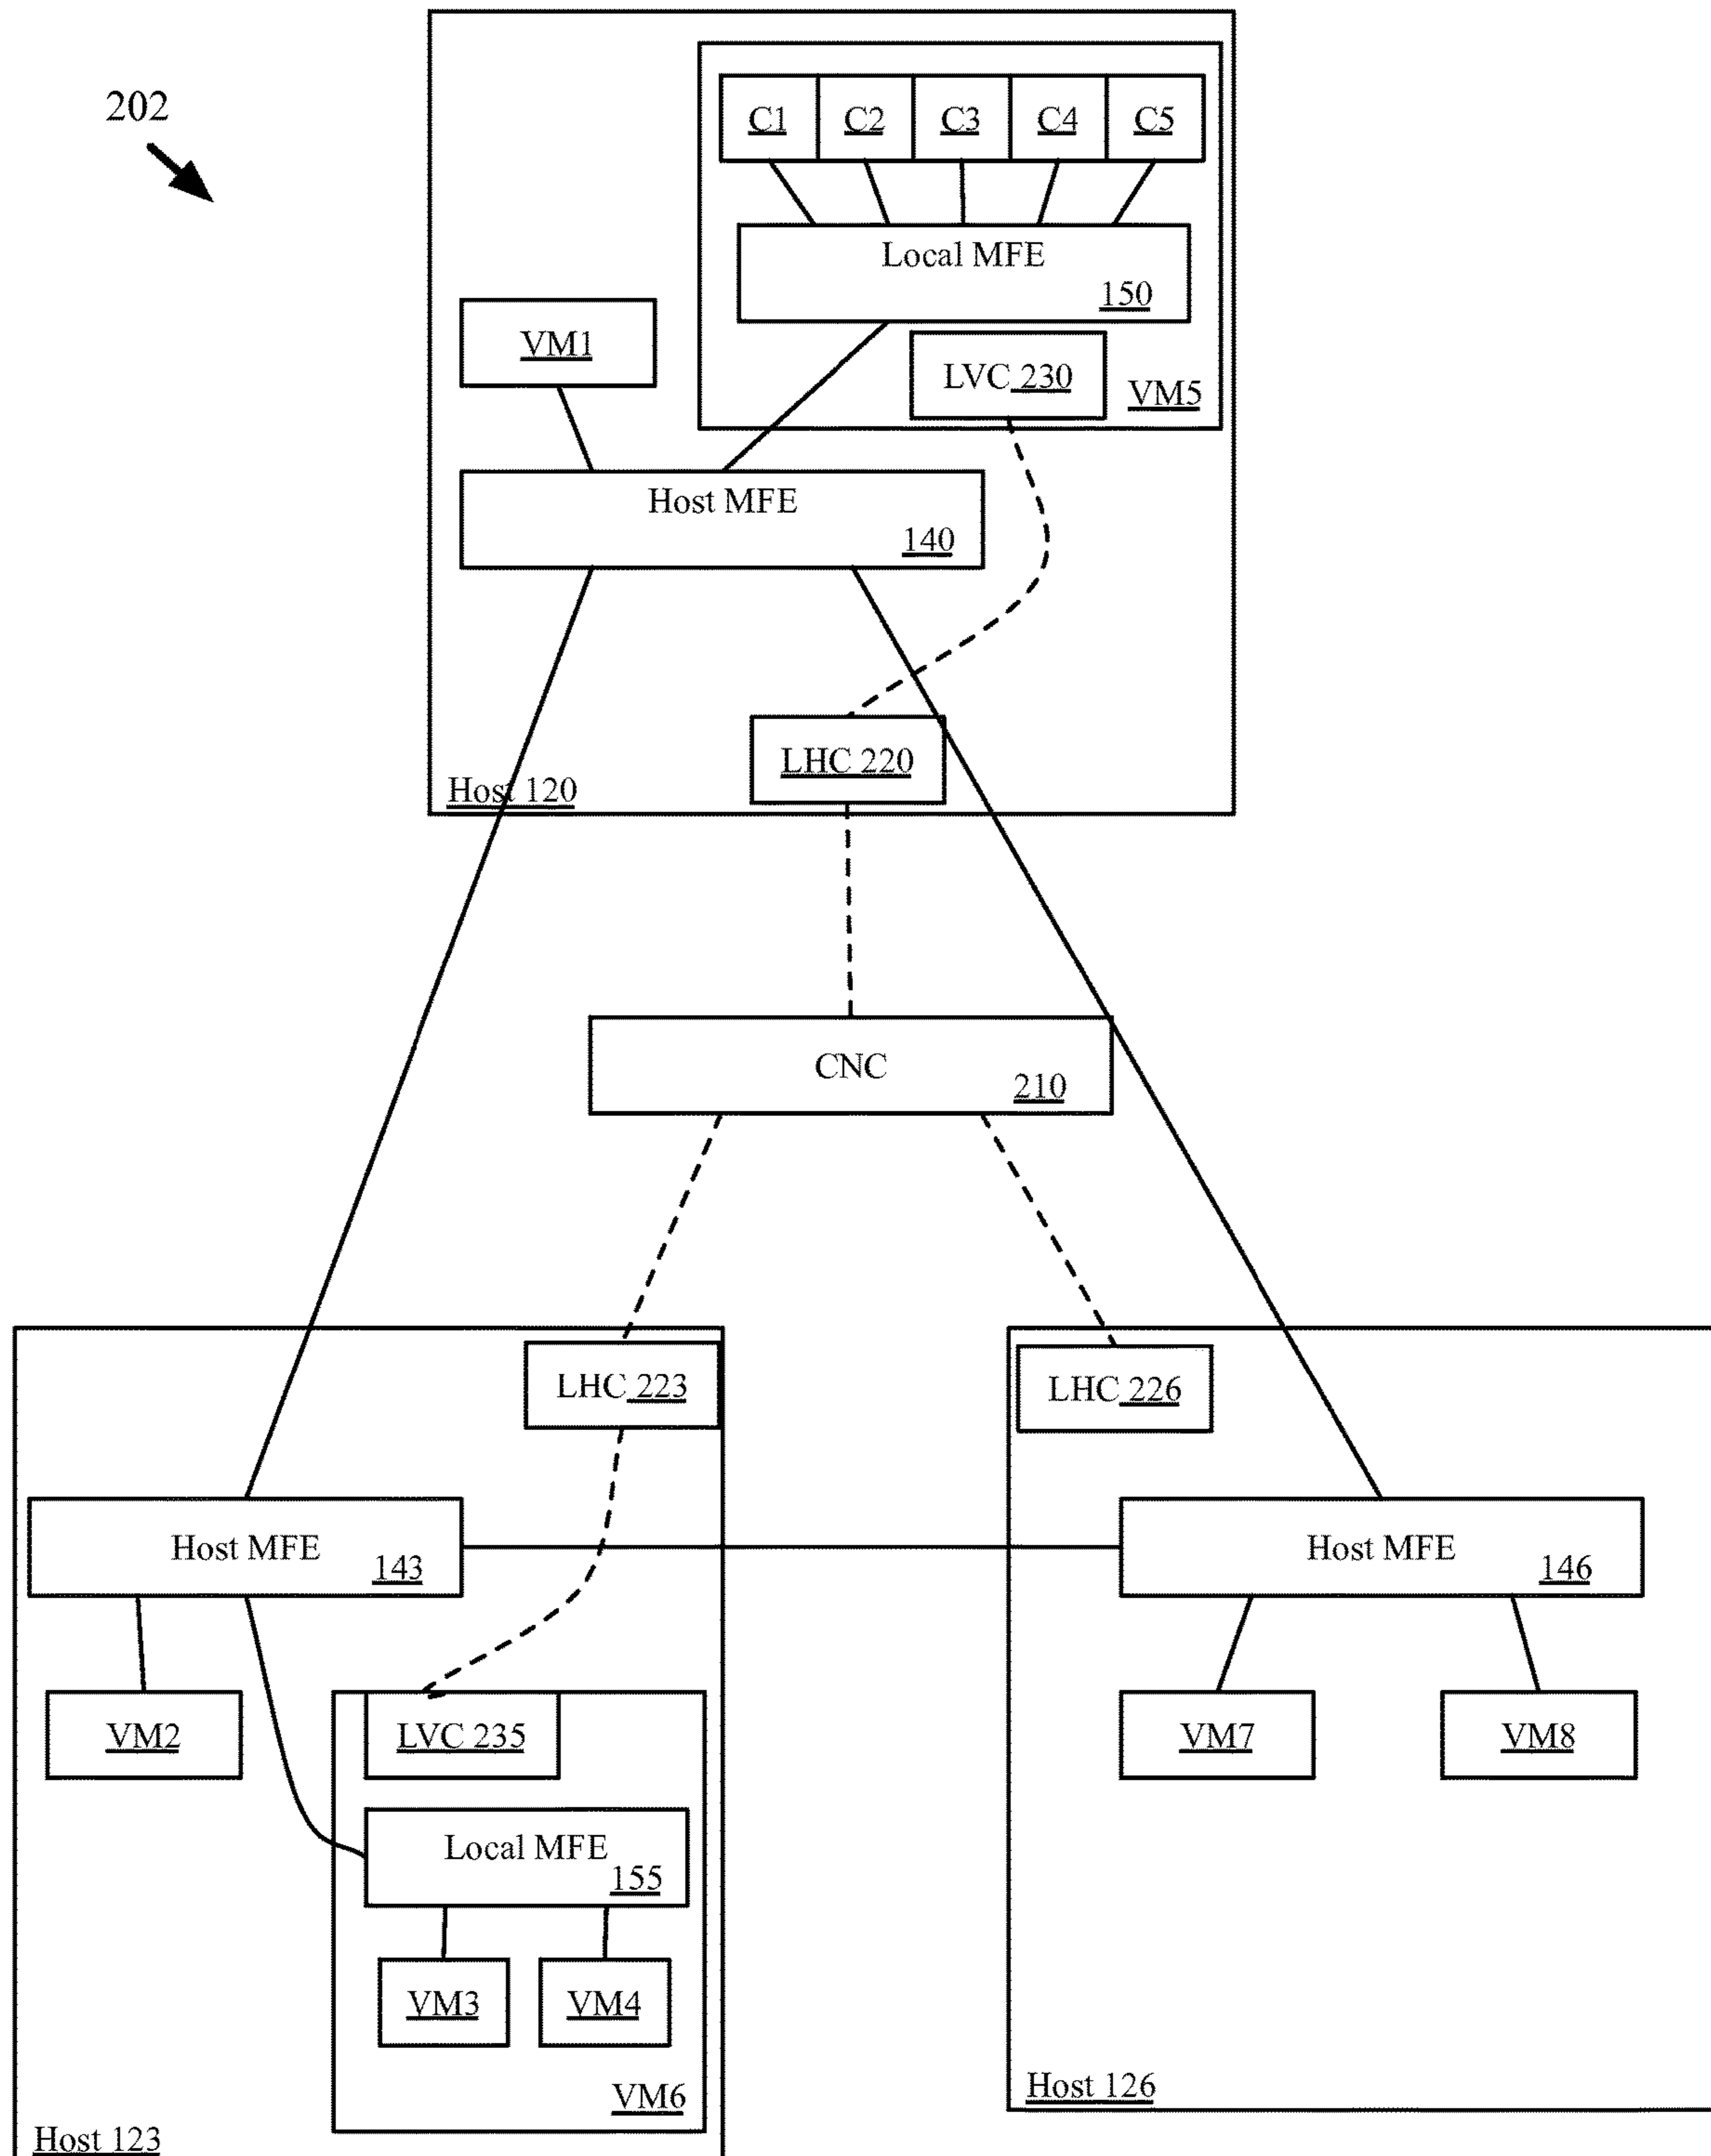 202
C1 C2 C3 C4 C5
Local MFE
150
VM1
LVC 230
VM5
Host MFE
140
LHC 220
Host 120
CNC
210
LHC 223
LHC 226
Host MFE
143
Host MFE
146
VM2
LVC 235
VM7
VM8
Local MFE
155
VM3
VM4
VM6
Host 126
Host 123